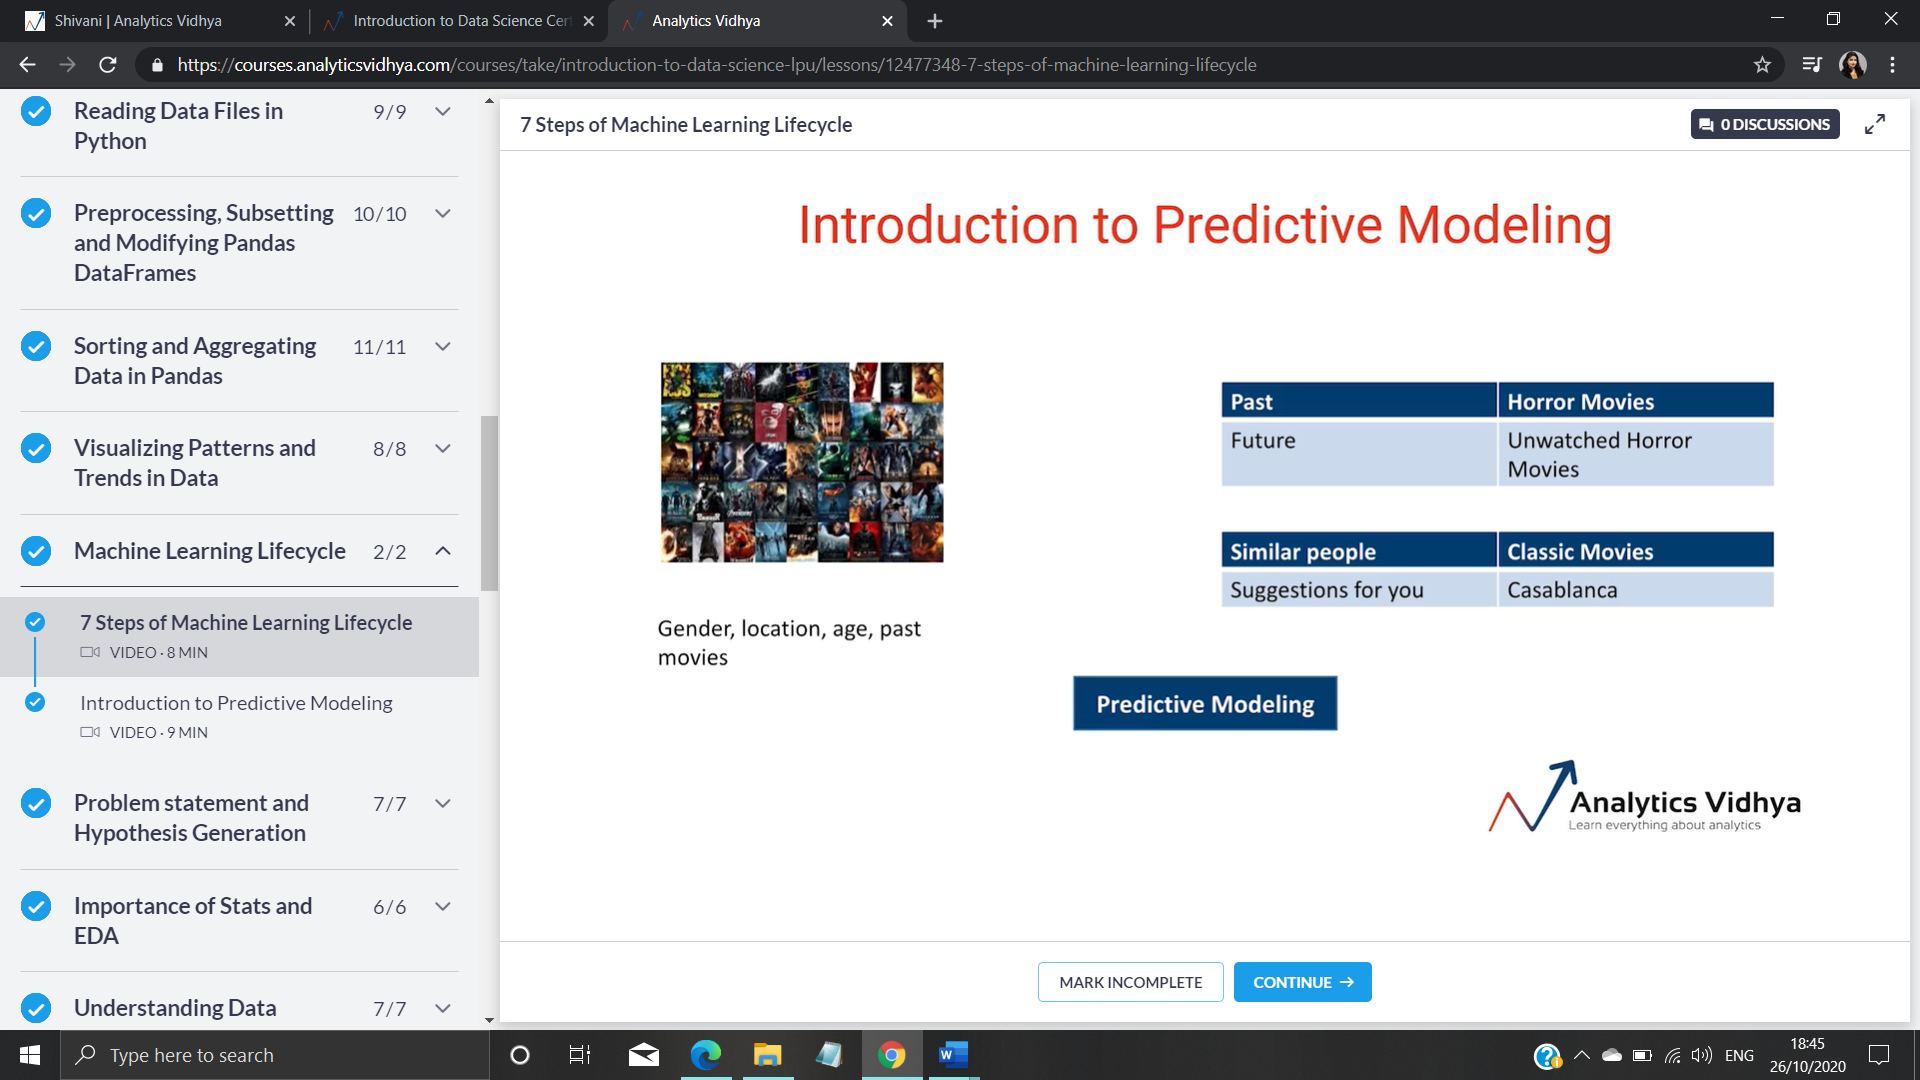 Shivani | Analytics Vidhya
Introduction to Data Science Cert
Analytics Vidhya
https://courses.analyticsvidhya.com/courses/take/introduction-to-data-science-lpu/lessons/12477348-7-steps-of-machine-learning-lifecycle
Reading Data Files in
Python
9/9
Preprocessing, Subsetting
and Modifying Pandas
DataFrames
10/10
Sorting and Aggregating
Data in Pandas
11/11
Visualizing Patterns and
Trends in Data
8/8
Machine Learning Lifecycle
2/2
7 Steps of Machine Learning Lifecycle
VIDEO · 8 MIN
Introduction to Predictive Modeling
VIDEO · 9 MIN
Problem statement and
Hypothesis Generation
7/7
Importance of Stats and
EDA
6/6
Understanding Data
7/7
7 Steps of Machine Learning Lifecycle
0 DISCUSSIONS
Introduction to Predictive Modeling
Gender, location, age, past
movies
Past Horror Movies
Future Unwatched Horror
Movies
Similar people Classic Movies
Suggestions for you Casablanca
Predictive Modeling
Analytics Vidhya
Learn everything about analytics
MARK INCOMPLETE
CONTINUE →
Type here to search
ENG
18:45
26/10/2020